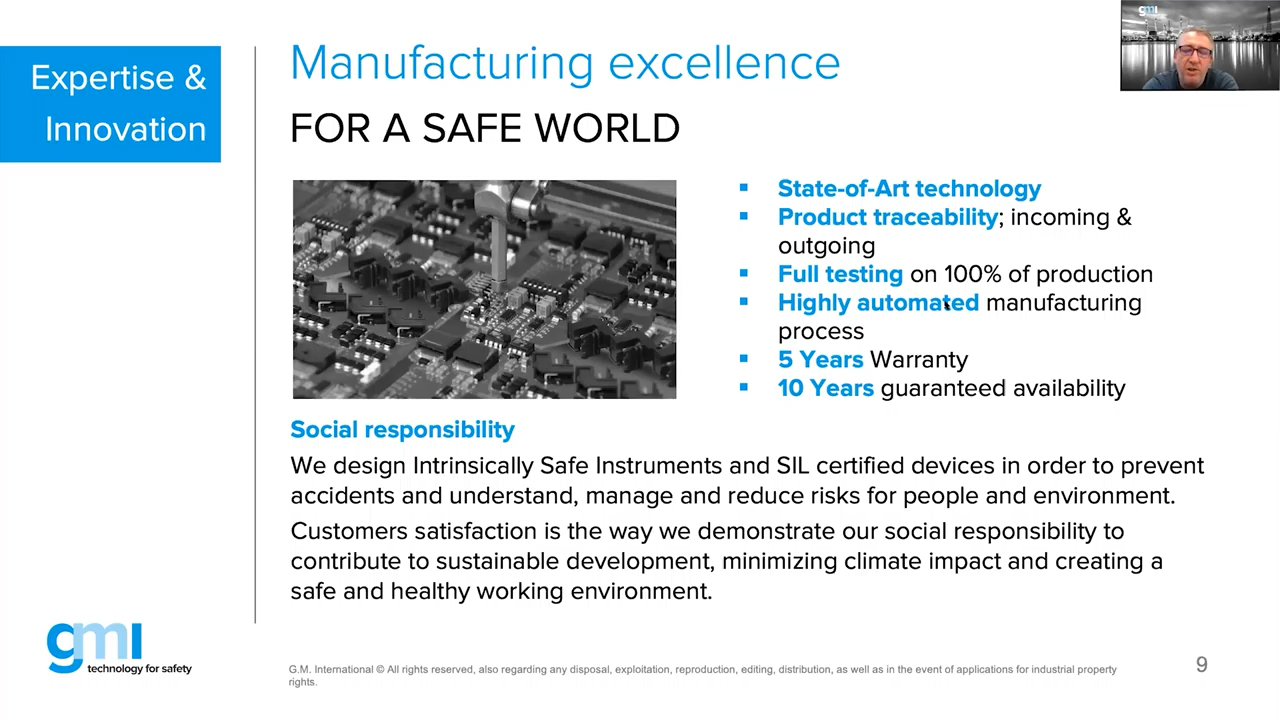 Expertise &
Innovation
Manufacturing excellence
FOR A SAFE WORLD
State-of-Art technology
Product traceability; incoming &
outgoing
Full testing on 100% of production
Highly automated manufacturing
process
5 Years Warranty
10 Years guaranteed availability
Social responsibility
We design Intrinsically Safe Instruments and SIL certified devices in order to prevent
accidents and understand, manage and reduce risks for people and environment.
Customers satisfaction is the way we demonstrate our social responsibility to
contribute to sustainable development, minimizing climate impact and creating a
safe and healthy working environment.
gmi
technology for safety
G.M. International © All rights reserved, also regarding any disposal, exploitation, reproduction, editing, distribution, as well as in the event of applications for industrial property
rights.
9
gmi